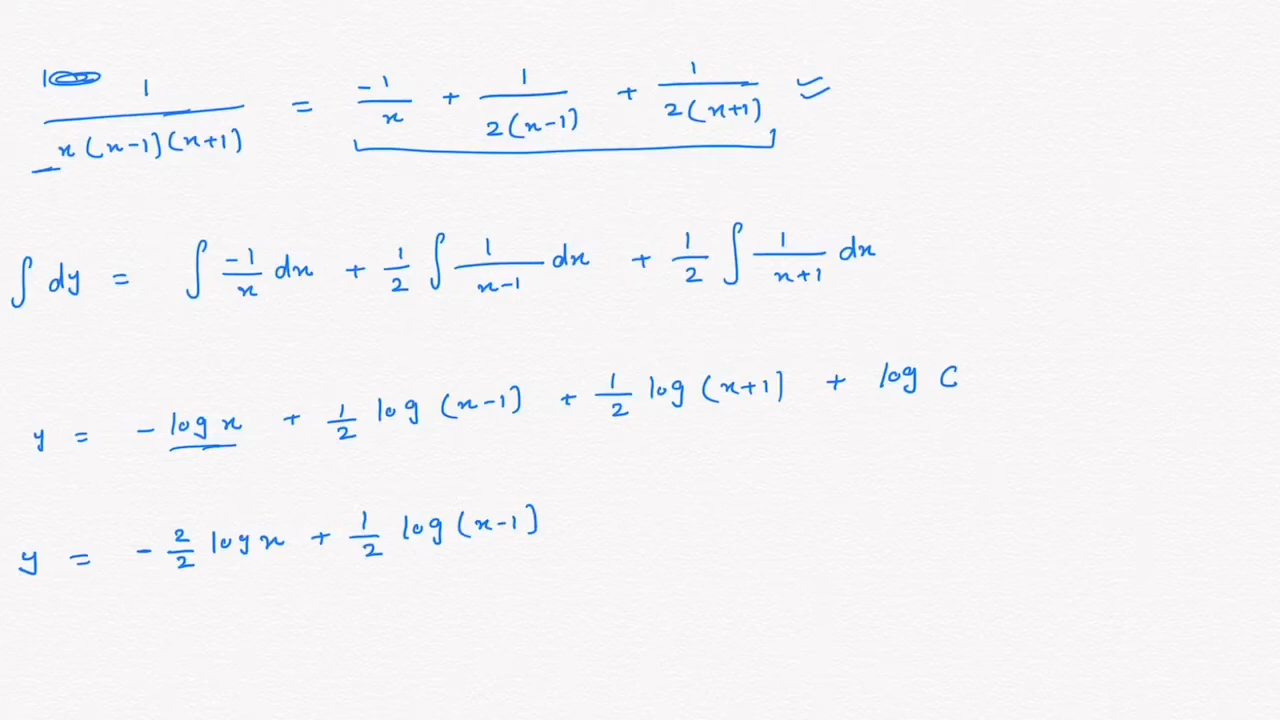 1/(x(x-1)(x+1)) = -1/x + 1/(2(x-1)) + 1/(2(x+1))
∫ dy = ∫ -1/x dx + 1/2 ∫ 1/(x-1) dx + 1/2 ∫ 1/(x+1) dx
y = - log x + 1/2 log (x-1) + 1/2 log (x+1) + log C
y = - 2/2 log x + 1/2 log (x-1)